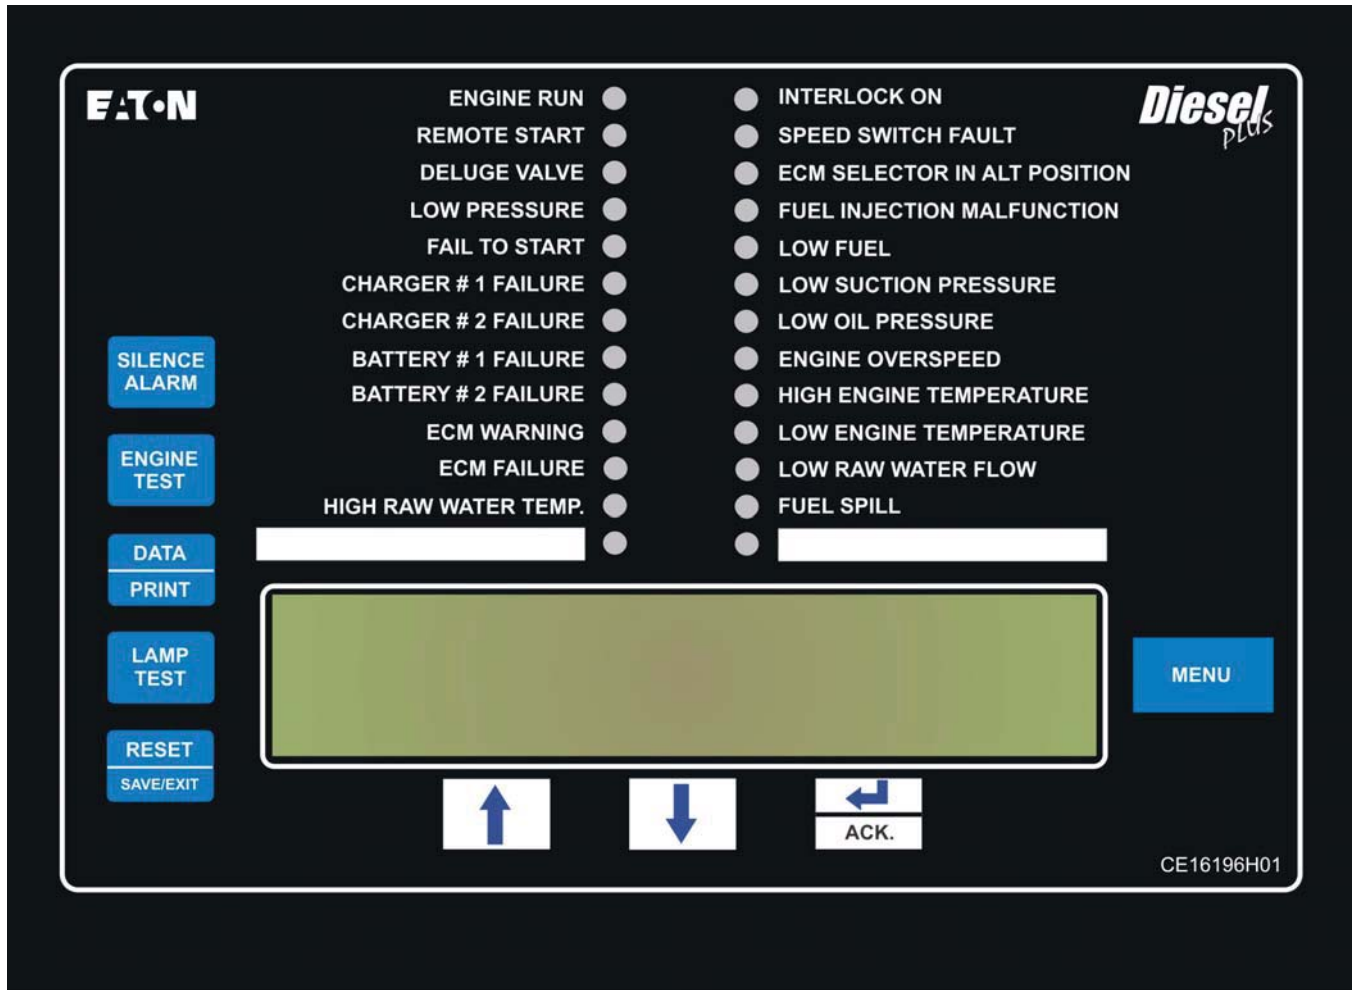 EATON
Diesel
PLUS
ENGINE RUN
REMOTE START
DELUGE VALVE
LOW PRESSURE
FAIL TO START
CHARGER # 1 FAILURE
CHARGER # 2 FAILURE
BATTERY # 1 FAILURE
BATTERY # 2 FAILURE
ECM WARNING
ECM FAILURE
HIGH RAW WATER TEMP.
INTERLOCK ON
SPEED SWITCH FAULT
ECM SELECTOR IN ALT POSITION
FUEL INJECTION MALFUNCTION
LOW FUEL
LOW SUCTION PRESSURE
LOW OIL PRESSURE
ENGINE OVERSPEED
HIGH ENGINE TEMPERATURE
LOW ENGINE TEMPERATURE
LOW RAW WATER FLOW
FUEL SPILL
SILENCE
ALARM
ENGINE
TEST
DATA
PRINT
LAMP
TEST
RESET
SAVE/EXIT
MENU
ACK.
CE16196H01